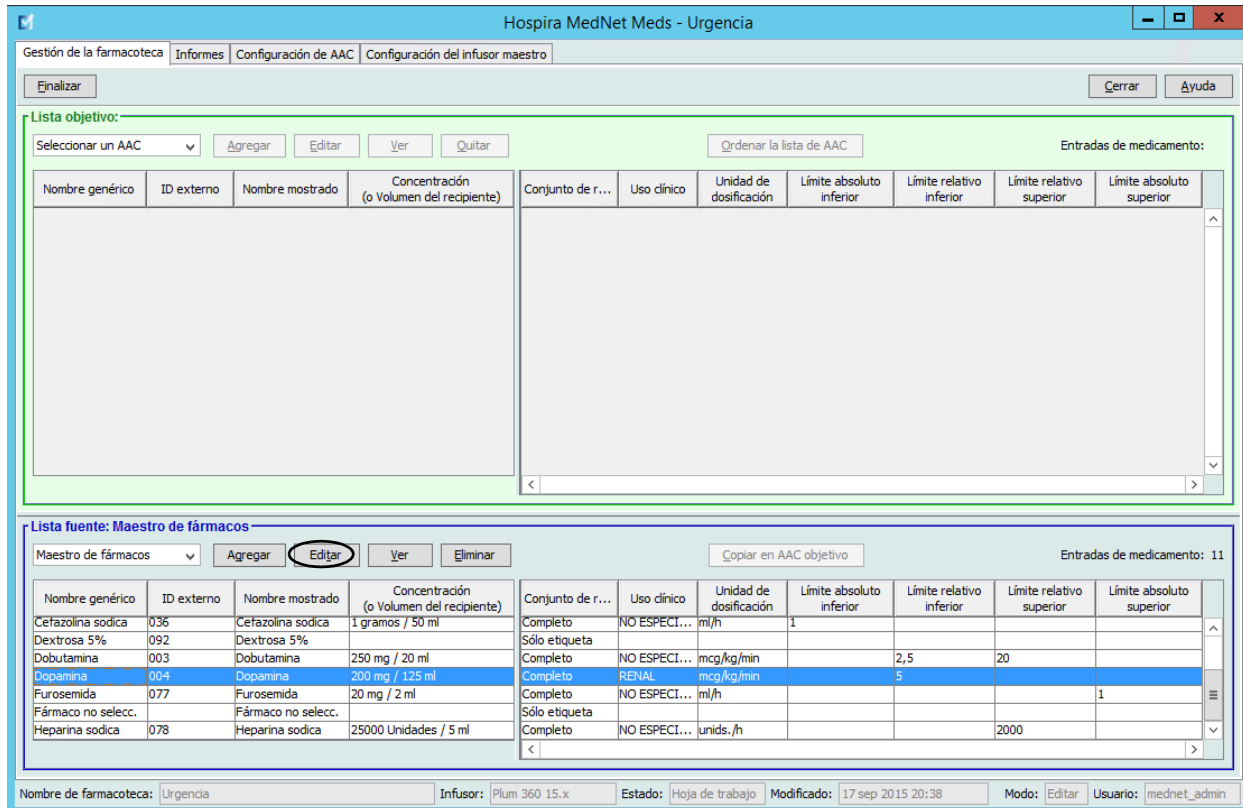 Hospira MedNet Meds - Urgencia
Gestión de la farmacoteca Informes Configuración de AAC Configuración del infusor maestro
Finalizar Cerrar Ayuda
Lista objetivo:
Seleccionar un AAC Agregar Editar Ver Quitar Ordenar la lista de AAC Entradas de medicamento:
Nombre genérico ID externo Nombre mostrado Concentración (o Volumen del recipiente) Conjunto de r... Uso clínico Unidad de dosificación Límite absoluto inferior Límite relativo inferior Límite relativo superior Límite absoluto superior
Lista fuente: Maestro de fármacos
Maestro de fármacos Agregar Editar Ver Eliminar Copiar en AAC objetivo Entradas de medicamento: 11
Nombre genérico ID externo Nombre mostrado Concentración (o Volumen del recipiente) Conjunto de r... Uso clínico Unidad de dosificación Límite absoluto inferior Límite relativo inferior Límite relativo superior Límite absoluto superior
Cefazolina sodica 036 Cefazolina sodica 1 gramos / 50 ml Completo NO ESPECI... ml/h 1
Dextrosa 5% 092 Dextrosa 5% Sólo etiqueta
Dobutamina 003 Dobutamina 250 mg / 20 ml Completo NO ESPECI... mcg/kg/min 2,5 20
Dopamina 004 Dopamina 200 mg / 125 ml Completo RENAL mcg/kg/min 5
Furosemida 077 Furosemida 20 mg / 2 ml Completo NO ESPECI... ml/h 1
Fármaco no selecc. Fármaco no selecc. Sólo etiqueta
Heparina sodica 078 Heparina sodica 25000 Unidades / 5 ml Completo NO ESPECI... unids./h 2000
Nombre de farmacoteca: Urgencia Infusor: Plum 360 15.x Estado: Hoja de trabajo Modificado: 17 sep 2015 20:38 Modo: Editar Usuario: mednet_admin